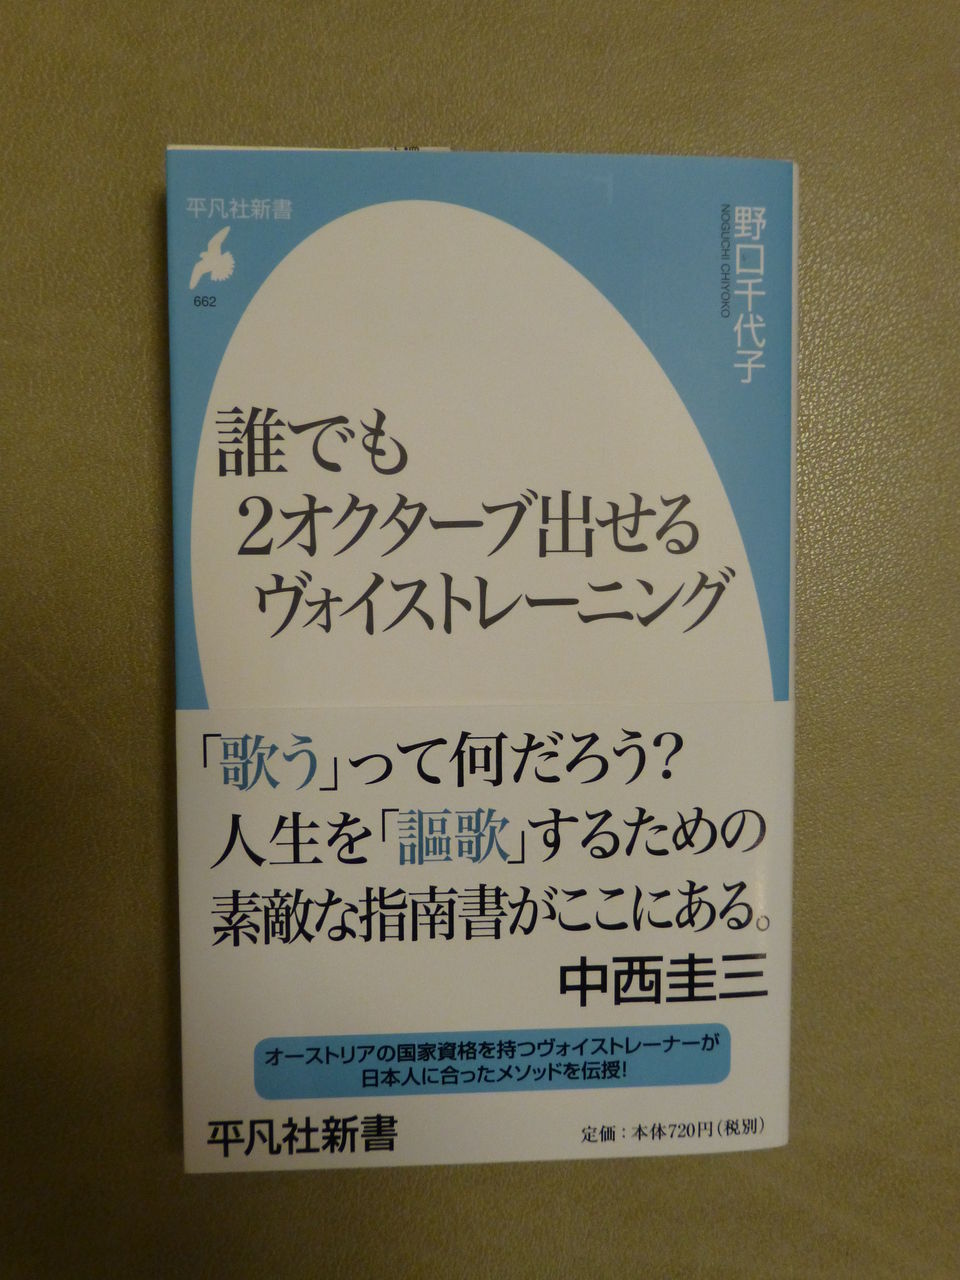 平凡社新書
662
野口千代子
NOGUCHI CHIYOKO
誰でも
2オクターブ出せる
ヴォイストレーニング
「歌う」って何だろう?
人生を「謳歌」するための
素敵な指南書がここにある。
中西圭三
オーストリアの国家資格を持つヴォイストレーナーが
日本人に合ったメソッドを伝授!
平凡社新書
定価:本体720円(税別)